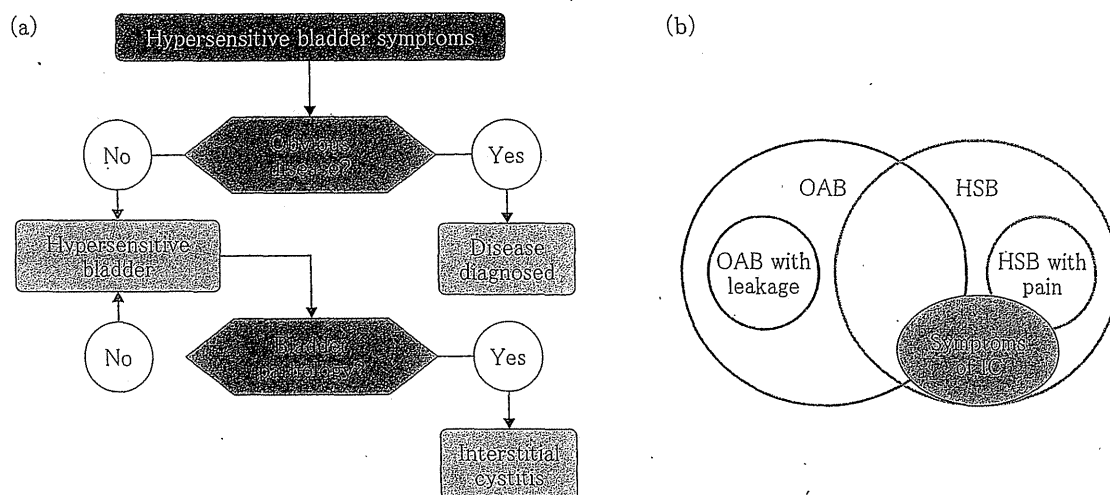 (a)
Hypersensitive bladder symptoms
Obvious
disease?
No
Yes
Hypersensitive
bladder
Disease
diagnosed
Bladder
pathology?
No
Yes
Interstitial
cystitis
(b)
OAB
HSB
OAB with
leakage
HSB with
pain
Symptoms
of IC